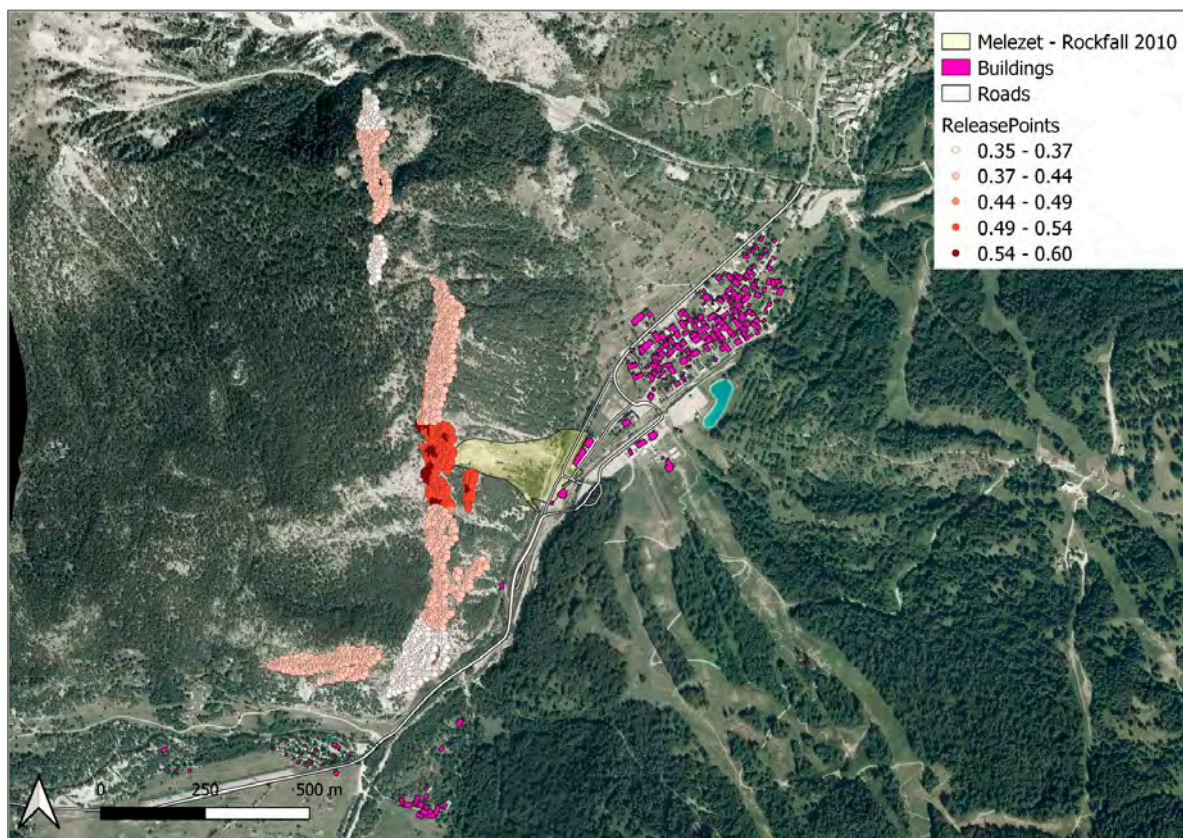 Melezet - Rockfall 2010
Buildings
Roads
ReleasePoints
0.35 - 0.37
0.37 - 0.44
0.44 - 0.49
0.49 - 0.54
0.54 - 0.60
0 250 500 m